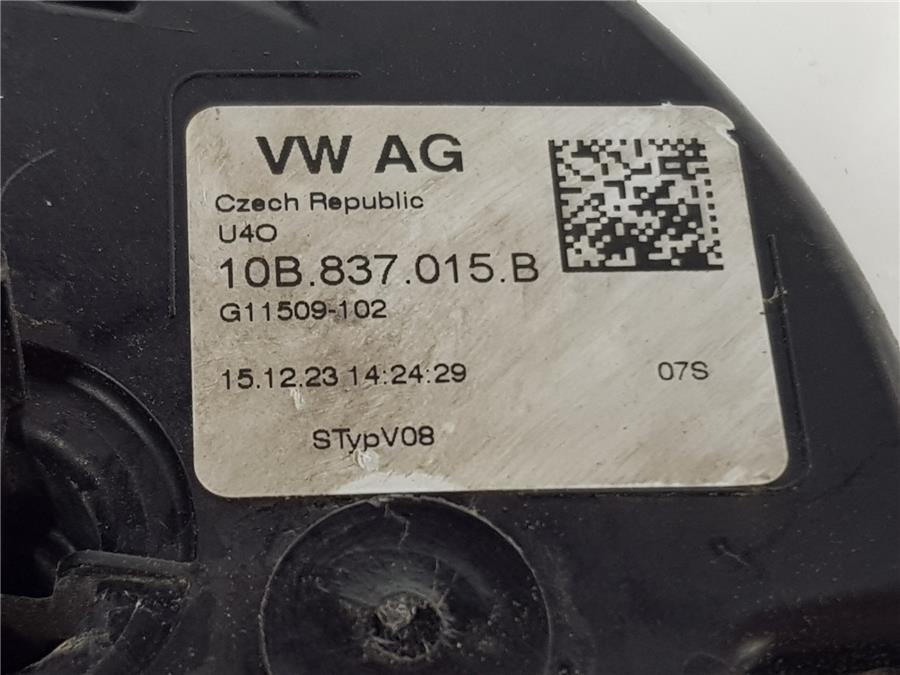 VW AG
Czech Republic
U4O
10B.837.015.B
G11509-102
15.12.23 14:24:29
07S
STypV08